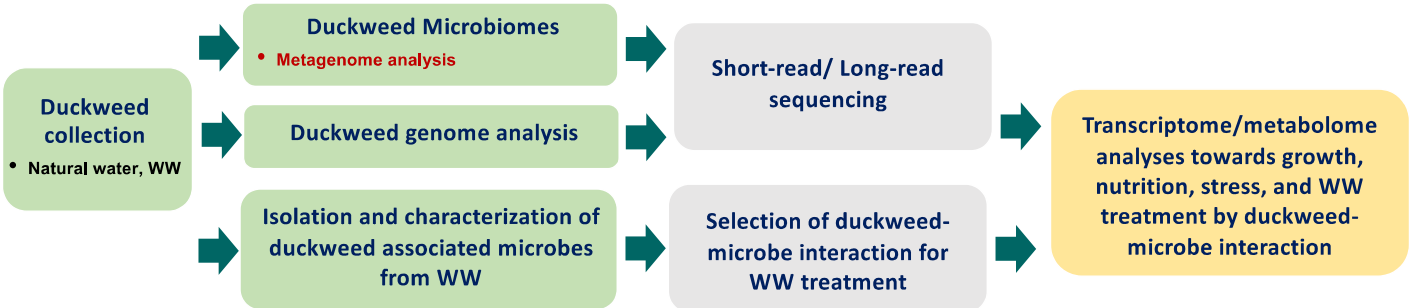 Duckweed
collection
• Natural water, WW
Duckweed Microbiomes
• Metagenome analysis
Duckweed genome analysis
Isolation and characterization of
duckweed associated microbes
from WW
Short-read/ Long-read
sequencing
Selection of duckweed-
microbe interaction for
WW treatment
Transcriptome/metabolome
analyses towards growth,
nutrition, stress, and WW
treatment by duckweed-
microbe interaction